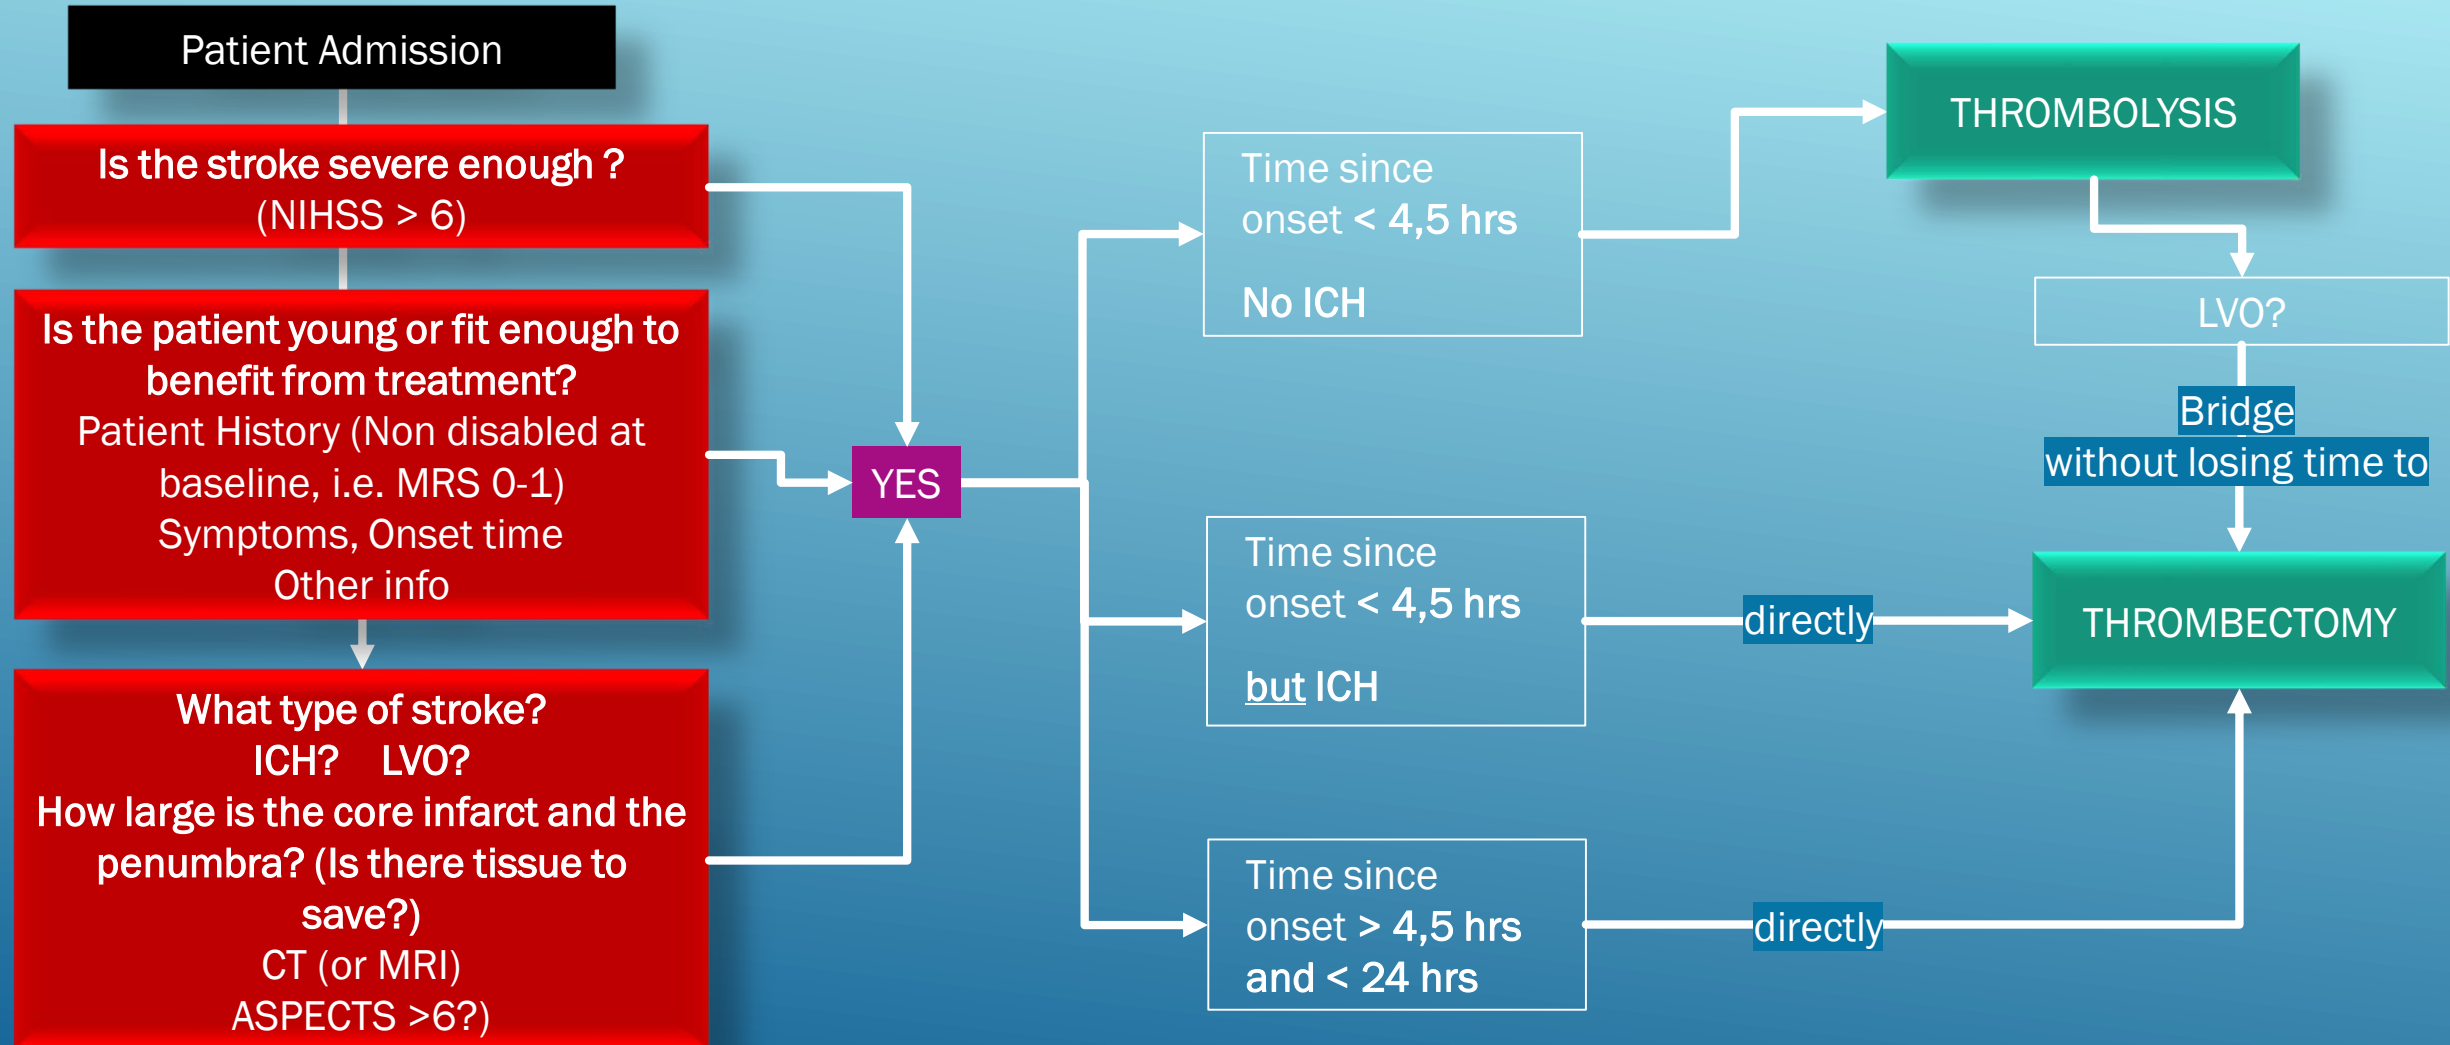 Patient Admission
Is the stroke severe enough ?
(NIHSS > 6)
Is the patient young or fit enough to
benefit from treatment?
Patient History (Non disabled at
baseline, i.e. MRS 0-1)
Symptoms, Onset time
Other info
What type of stroke?
ICH? LVO?
How large is the core infarct and the
penumbra? (Is there tissue to
save?)
CT (or MRI)
ASPECTS >6?)
YES
Time since
onset < 4,5 hrs
No ICH
Time since
onset < 4,5 hrs
but ICH
Time since
onset > 4,5 hrs
and < 24 hrs
directly
directly
THROMBOLYSIS
LVO?
Bridge
without losing time to
THROMBECTOMY